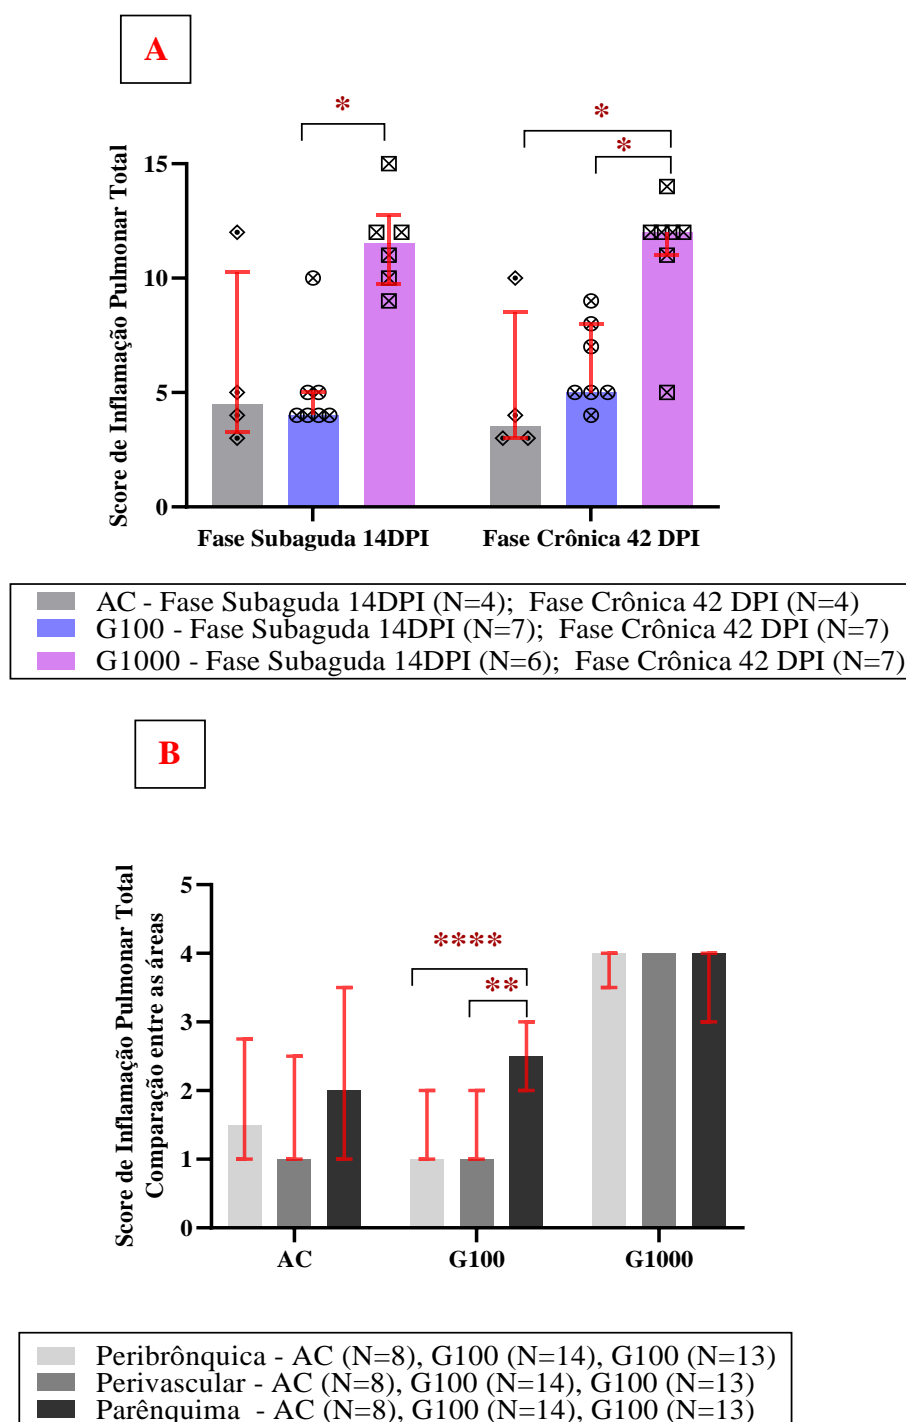 A
*
*
*
Score de Inflamação Pulmonar Total
15
10
5
0
Fase Subaguda 14DPI
Fase Crônica 42 DPI
AC - Fase Subaguda 14DPI (N=4); Fase Crônica 42 DPI (N=4)
G100 - Fase Subaguda 14DPI (N=7); Fase Crônica 42 DPI (N=7)
G1000 - Fase Subaguda 14DPI (N=6); Fase Crônica 42 DPI (N=7)
B
Score de Inflamação Pulmonar Total
Comparação entre as áreas
5
4
3
2
1
0
****
**
AC
G100
G1000
Peribrônquica - AC (N=8), G100 (N=14), G100 (N=13)
Perivascular - AC (N=8), G100 (N=14), G100 (N=13)
Parênquima - AC (N=8), G100 (N=14), G100 (N=13)